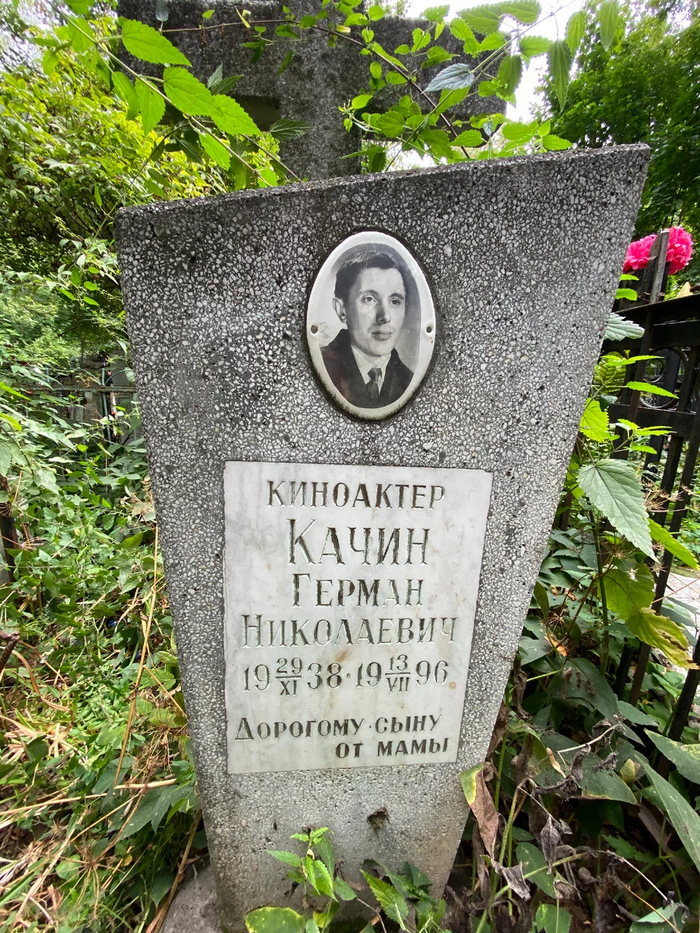 КИНОАКТЕР
КАЧИН
ГЕРМАН
НИКОЛАЕВИЧ
19 29/XI 38 · 19 13/VII 96
ДОРОГОМУ СЫНУ
ОТ МАМЫ